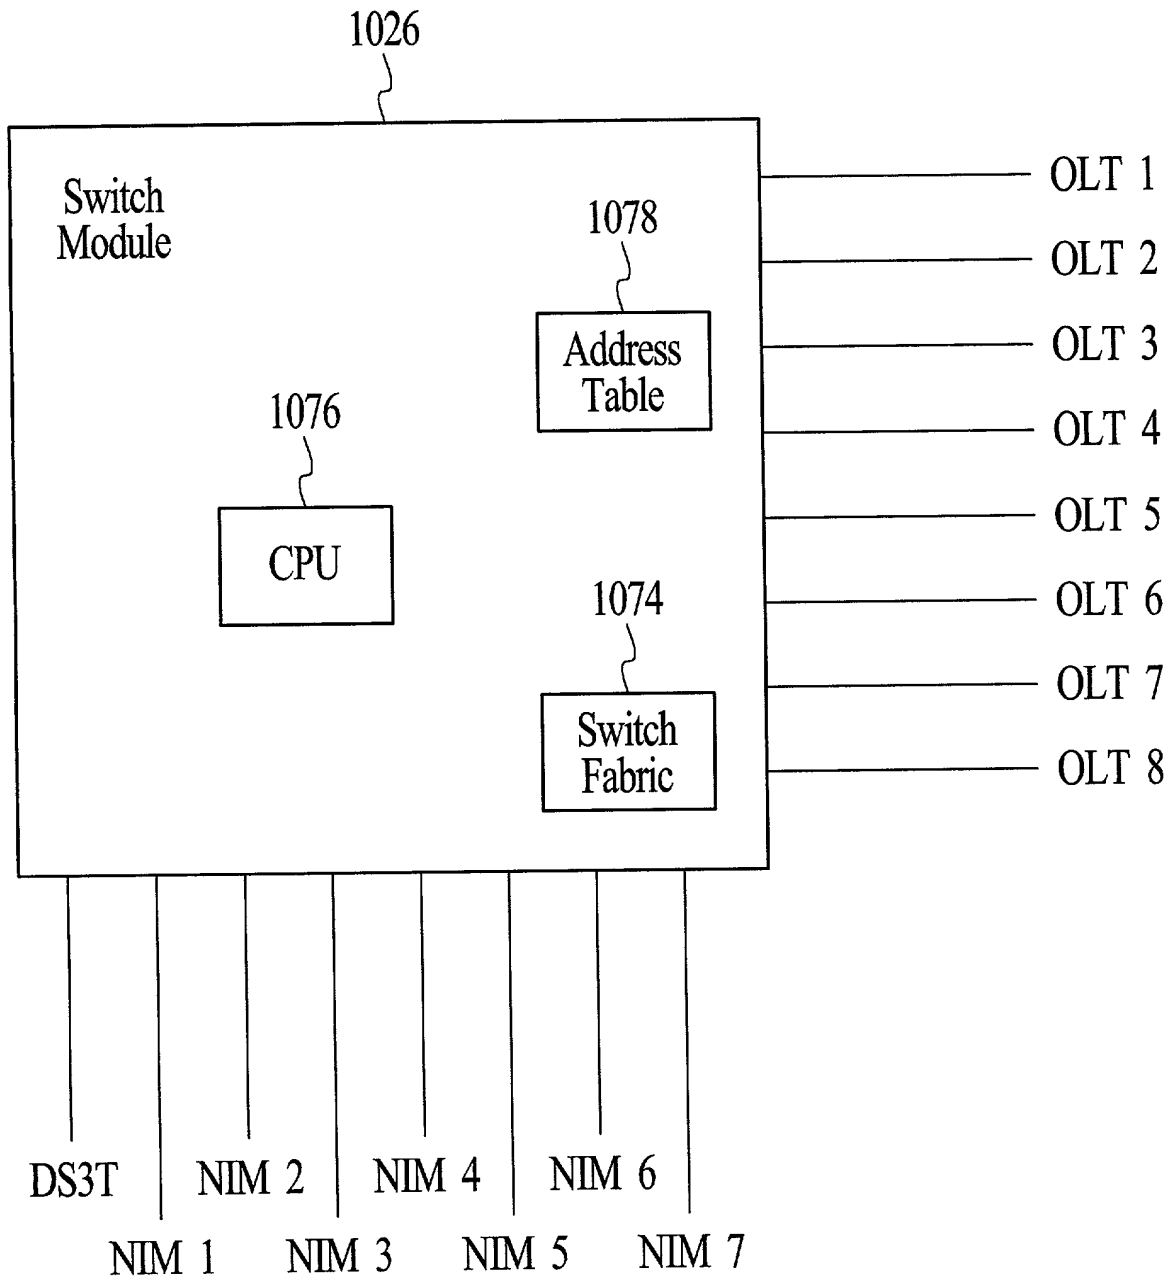 1026
Switch
Module
1078
Address
Table
1076
CPU
1074
Switch
Fabric
OLT 1
OLT 2
OLT 3
OLT 4
OLT 5
OLT 6
OLT 7
OLT 8
DS3T
NIM 1
NIM 2
NIM 3
NIM 4
NIM 5
NIM 6
NIM 7